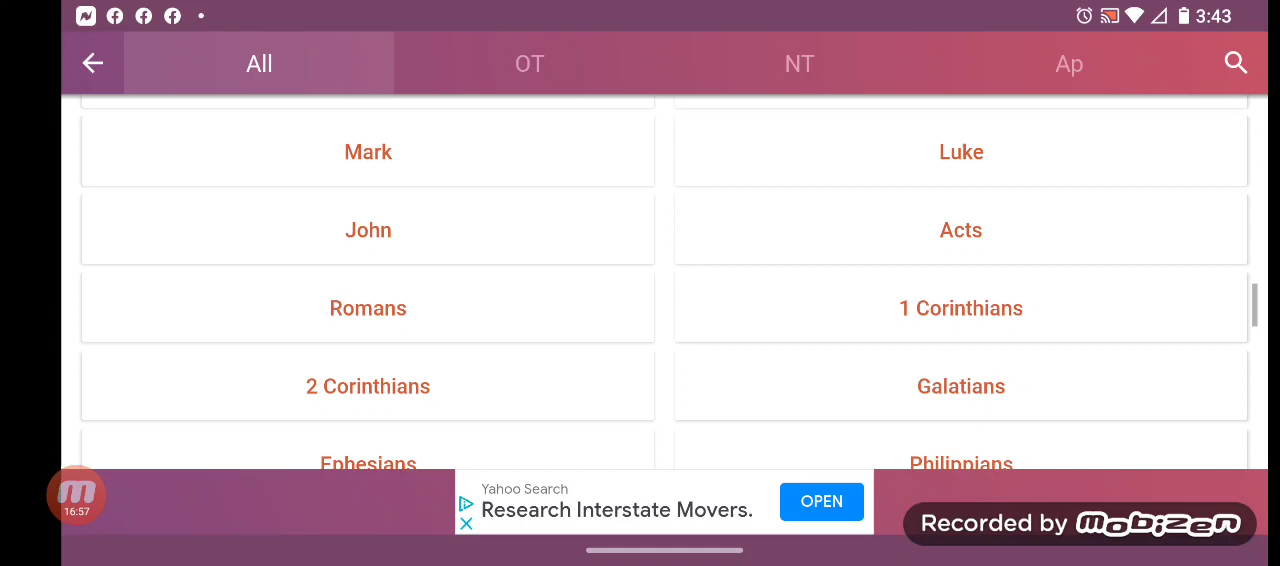 3:43
All OT NT Ap
Mark Luke
John Acts
Romans 1 Corinthians
2 Corinthians Galatians
Ephesians Philippians
Yahoo Search
Research Interstate Movers.
OPEN
16:57
Recorded by mobizen